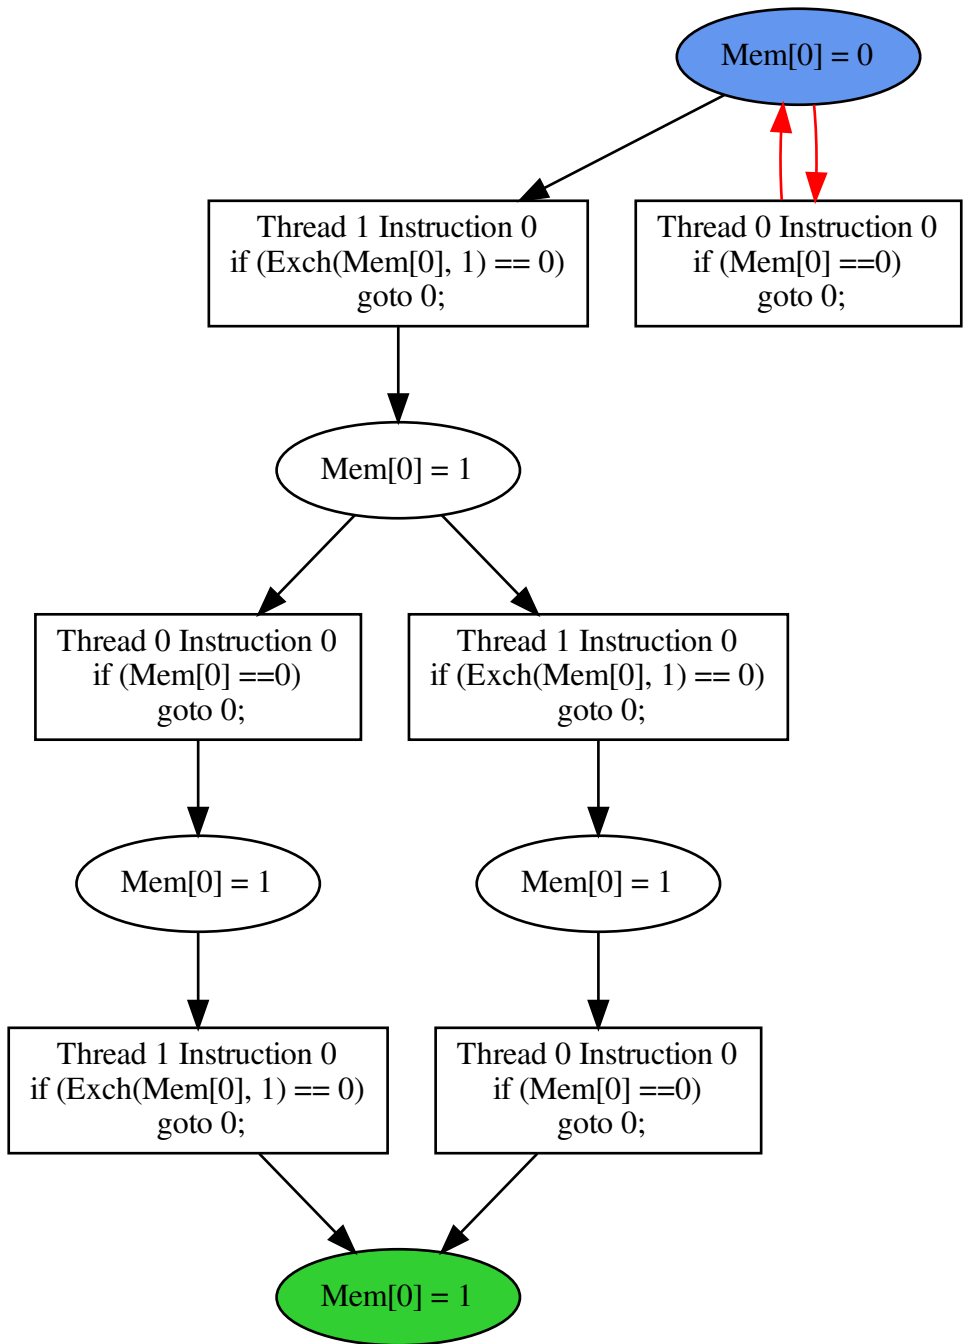 Mem[0] = 0
Thread 1 Instruction 0
if (Exch(Mem[0], 1) == 0)
goto 0;
Thread 0 Instruction 0
if (Mem[0] ==0)
goto 0;
Mem[0] = 1
Thread 0 Instruction 0
if (Mem[0] ==0)
goto 0;
Thread 1 Instruction 0
if (Exch(Mem[0], 1) == 0)
goto 0;
Mem[0] = 1
Mem[0] = 1
Thread 1 Instruction 0
if (Exch(Mem[0], 1) == 0)
goto 0;
Thread 0 Instruction 0
if (Mem[0] ==0)
goto 0;
Mem[0] = 1